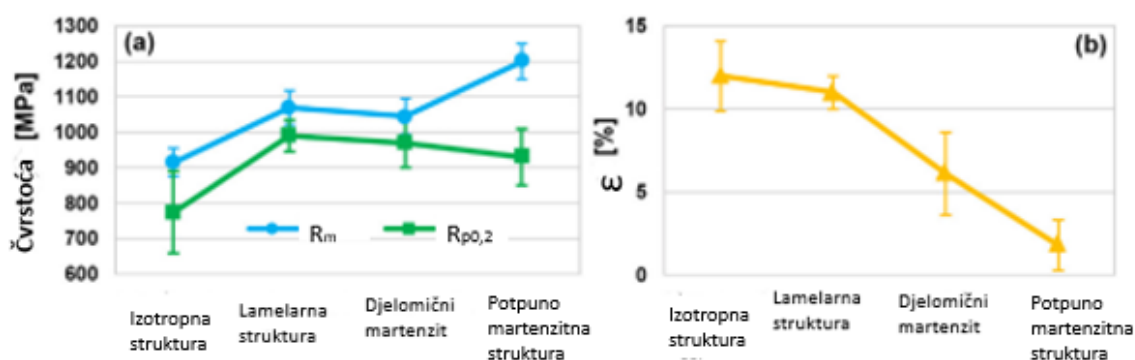 (a)
Čvrstoća [MPa]
1300
1200
1100
1000
900
800
700
600
Rm
Rp0,2
Izotropna
struktura
Lamelarna
struktura
Djelomični
martenzit
Potpuno
martenzitna
struktura
(b)
ε [%]
15
10
5
0
Izotropna
struktura
Lamelarna
struktura
Djelomični
martenzit
Potpuno
martenzitna
struktura